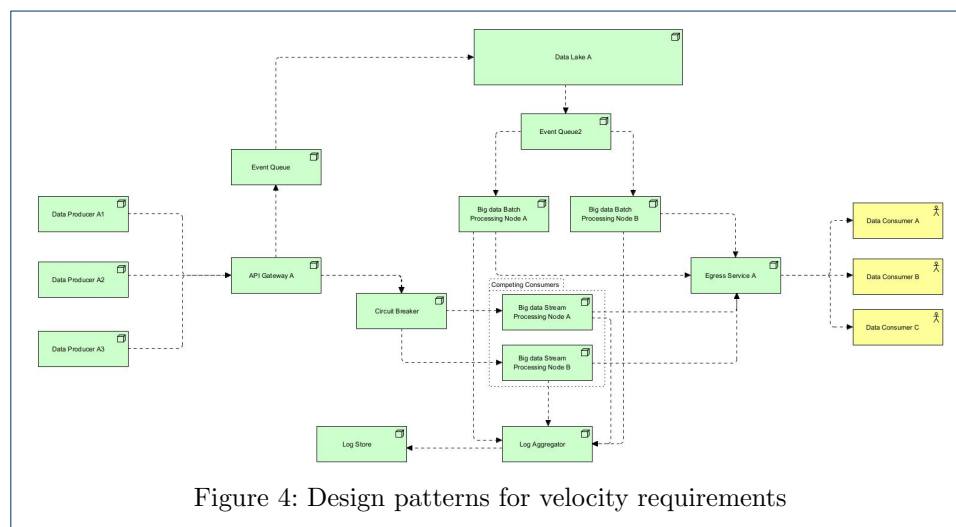 Data Lake A
Event Queue2
Event Queue
Data Producer A1
Big data Batch
Processing Node A
Big data Batch
Processing Node B
Data Consumer A
Data Producer A2
API Gateway A
Egress Service A
Data Consumer B
Competing Consumers
Circuit Breaker
Big data Stream
Processing Node A
Data Consumer C
Data Producer A3
Big data Stream
Processing Node B
Log Store
Log Aggregator
Figure 4: Design patterns for velocity requirements